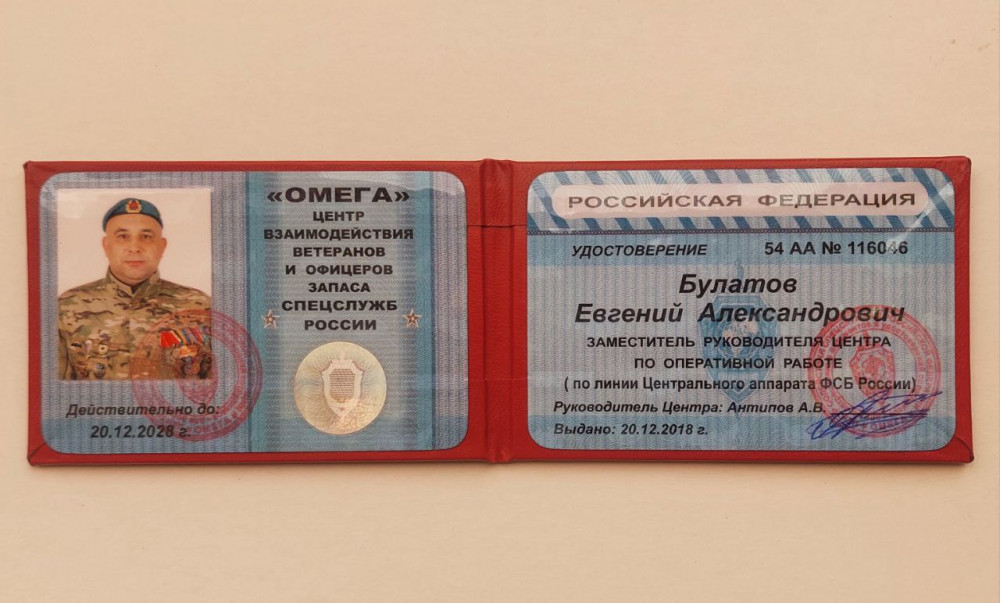 «ОМЕГА»
ЦЕНТР
ВЗАИМОДЕЙСТВИЯ
ВЕТЕРАНОВ
И ОФИЦЕРОВ
ЗАПАСА
СПЕЦСЛУЖБ
РОССИИ
Действительно до:
20.12.2028 г.
РОССИЙСКАЯ ФЕДЕРАЦИЯ
УДОСТОВЕРЕНИЕ 54 АА № 116046
Булатов
Евгений Александрович
ЗАМЕСТИТЕЛЬ РУКОВОДИТЕЛЯ ЦЕНТРА
ПО ОПЕРАТИВНОЙ РАБОТЕ
( по линии Центрального аппарата ФСБ России)
Руководитель Центра: Антипов А.В.
Выдано: 20.12.2018 г.